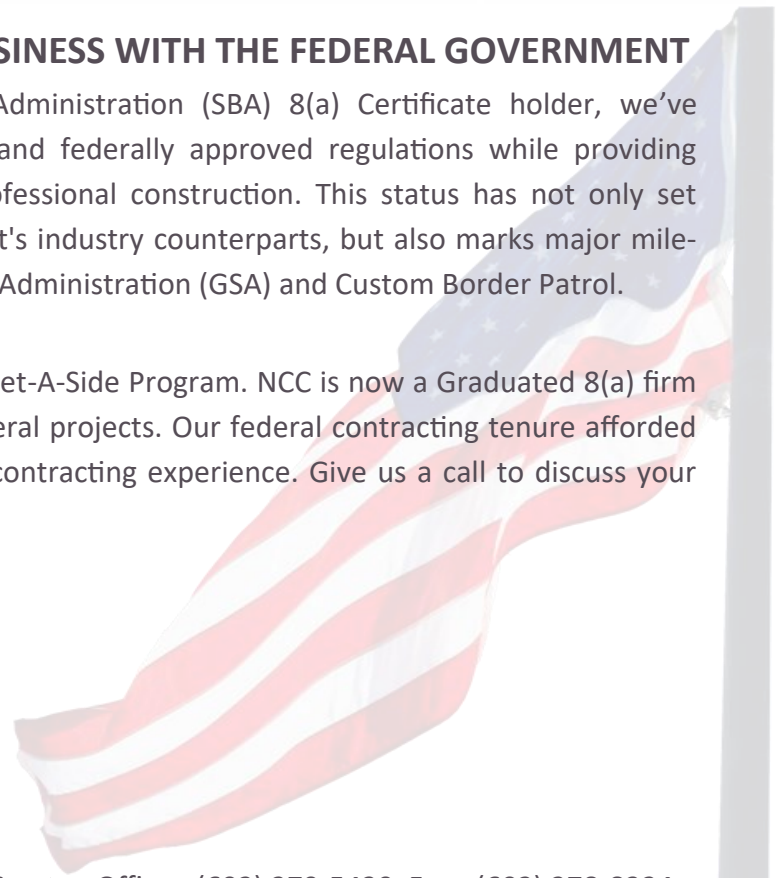 SINESS WITH THE FEDERAL GOVERNMENT
Administration (SBA) 8(a) Certificate holder, we've
and federally approved regulations while providing
ofessional construction. This status has not only set
t's industry counterparts, but also marks major mile-
Administration (GSA) and Custom Border Patrol.
et-A-Side Program. NCC is now a Graduated 8(a) firm
eral projects. Our federal contracting tenure afforded
contracting experience. Give us a call to discuss your